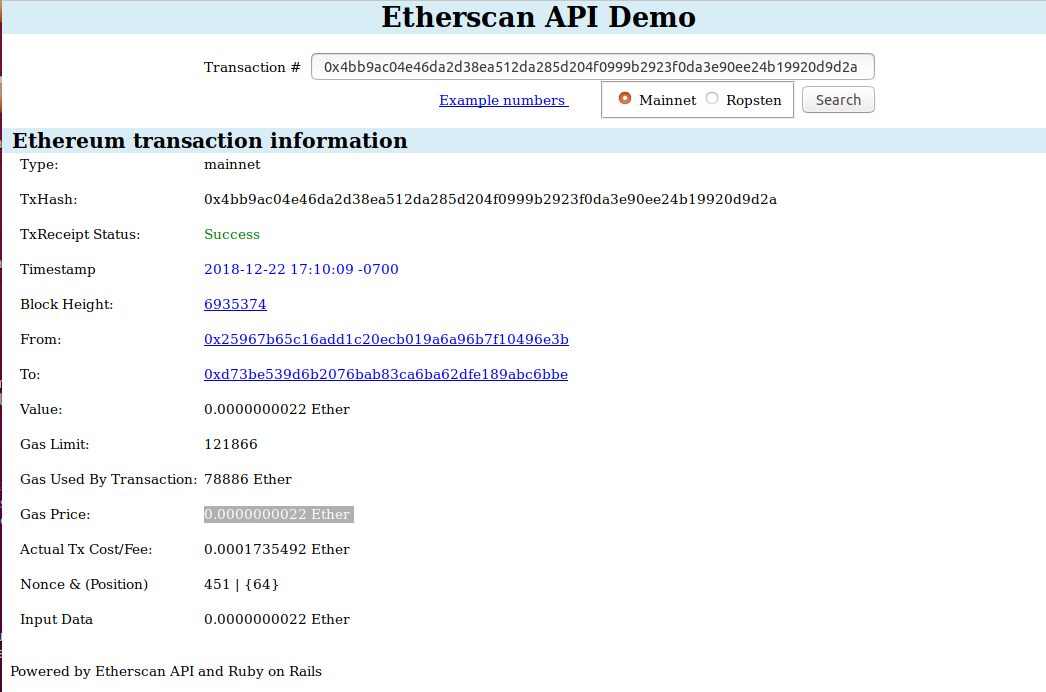 Etherscan API Demo
Transaction # 0x4bb9ac04e46da2d38ea512da285d204f0999b2923f0da3e90ee24b19920d9d2a
Example numbers Mainnet Ropsten Search
Ethereum transaction information
Type: mainnet
TxHash: 0x4bb9ac04e46da2d38ea512da285d204f0999b2923f0da3e90ee24b19920d9d2a
TxReceipt Status: Success
Timestamp 2018-12-22 17:10:09 -0700
Block Height: 6935374
From: 0x25967b65c16add1c20ecb019a6a96b7f10496e3b
To: 0xd73be539d6b2076bab83ca6ba62dfe189abc6bbe
Value: 0.0000000022 Ether
Gas Limit: 121866
Gas Used By Transaction: 78886 Ether
Gas Price: 0.0000000022 Ether
Actual Tx Cost/Fee: 0.0001735492 Ether
Nonce & (Position) 451 | {64}
Input Data 0.0000000022 Ether
Powered by Etherscan API and Ruby on Rails